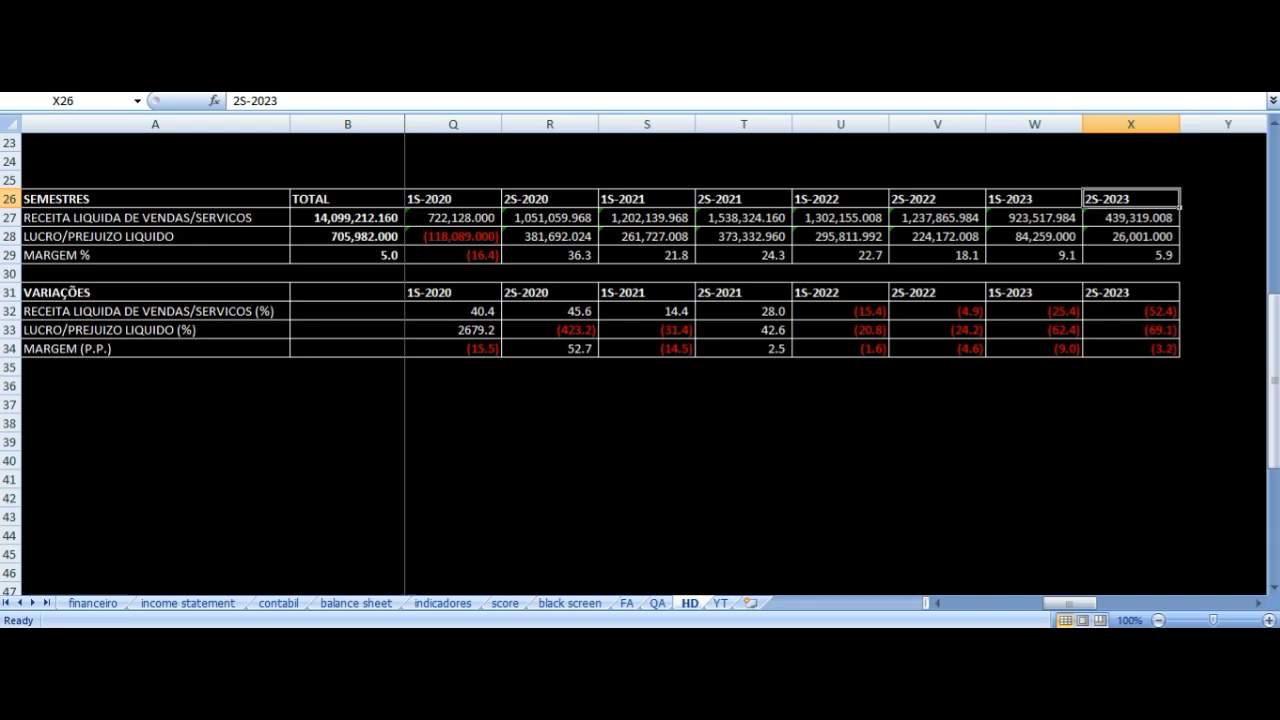 X26 fx 2S-2023
A B Q R S T U V W X Y
23
24
25
26 SEMESTRES TOTAL 1S-2020 2S-2020 1S-2021 2S-2021 1S-2022 2S-2022 1S-2023 2S-2023
27 RECEITA LIQUIDA DE VENDAS/SERVICOS 14,099,212.160 722,128.000 1,051,059.968 1,202,139.968 1,538,324.160 1,302,155.008 1,237,865.984 923,517.984 439,319.008
28 LUCRO/PREJUIZO LIQUIDO 705,982.000 (118,089.000) 381,692.024 261,727.008 373,332.960 295,811.992 224,172.008 84,259.000 26,001.000
29 MARGEM % 5.0 (16.4) 36.3 21.8 24.3 22.7 18.1 9.1 5.9
30
31 VARIAÇÕES 1S-2020 2S-2020 1S-2021 2S-2021 1S-2022 2S-2022 1S-2023 2S-2023
32 RECEITA LIQUIDA DE VENDAS/SERVICOS (%) 40.4 45.6 14.4 28.0 (15.4) (4.9) (25.4) (52.4)
33 LUCRO/PREJUIZO LIQUIDO (%) 2679.2 (423.2) (31.4) 42.6 (20.8) (24.2) (62.4) (69.1)
34 MARGEM (P.P.) (15.5) 52.7 (14.5) 2.5 (1.6) (4.6) (9.0) (3.2)
35
36
37
38
39
40
41
42
43
44
45
46
47
financeiro income statement contabil balance sheet indicadores score black screen FA QA HD YT
Ready 100%